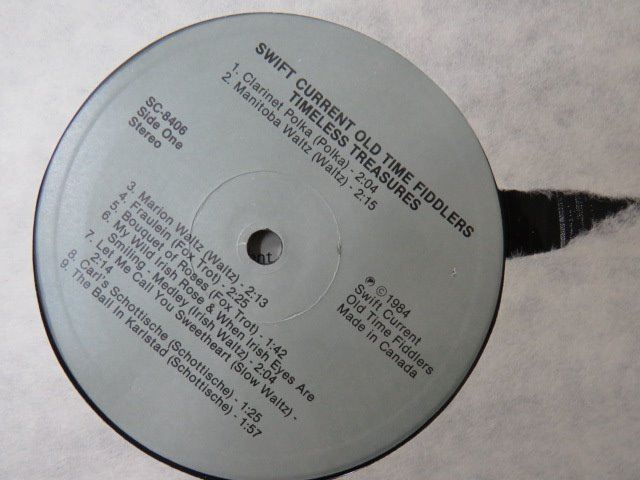 SWIFT CURRENT OLD TIME FIDDLERS
TIMELESS TREASURES
1. Clarinet Polka (Polka) - 2:04
2. Manitoba Waltz (Waltz) - 2:15
SC-8406
Side One
Stereo
3. Marion Waltz (Waltz) - 2:13
4. Fraulein (Fox Trot) - 2:25
5. Bouquet of Roses (Fox Trot) - 1:42
6. My Wild Irish Rose & When Irish Eyes Are
Smiling - Medley (Irish Waltz) 2:04
7. Let Me Call You Sweetheart (Slow Waltz) -
2:14
8. Carl's Schottische (Schottische) - 1:25
9. The Ball In Karlstad (Schottische) - 1:57
℗ © 1984
Swift Current
Old Time Fiddlers
Made in Canada